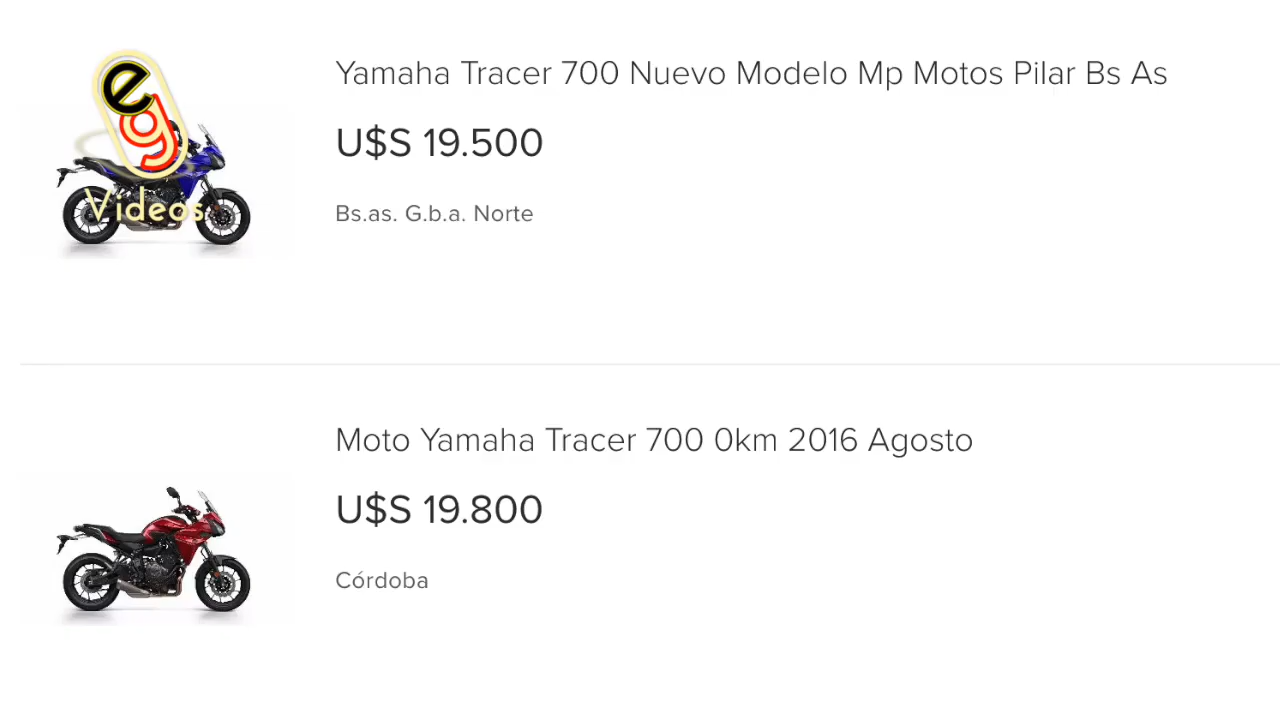 eg
Videos
Yamaha Tracer 700 Nuevo Modelo Mp Motos Pilar Bs As
U$S 19.500
Bs.as. G.b.a. Norte
Moto Yamaha Tracer 700 0km 2016 Agosto
U$S 19.800
Córdoba